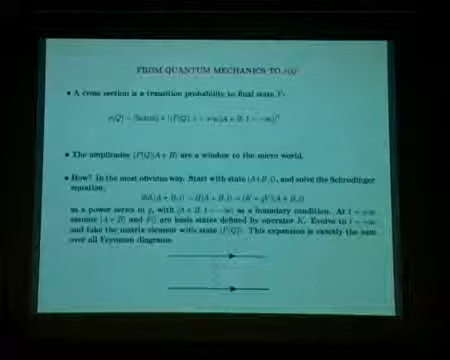 FROM QUANTUM MECHANICS TO σ(Q)
• A cross section is a transition probability to final state F:
• The amplitudes ⟨F(Q)|A + B⟩ are a window to the micro world.
• How? In the most obvious way. Start with state |A+B,t⟩, and solve the Schrodinger
equation,
as a power series in g, with |A + B, t = −∞⟩ as a boundary condition. At t = ±∞
assume |A + B⟩ and F⟩ are basis states defined by operator K. Evolve to t = +∞
and take the matrix element with state |F(Q)⟩. This expansion is exactly the sum
over all Feynman diagrams.